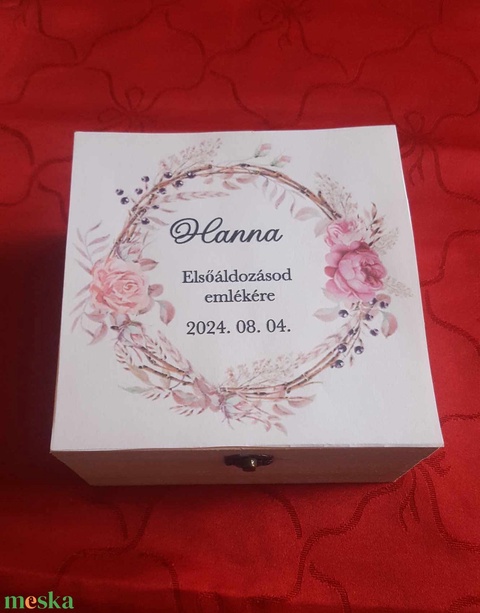 Hanna
Elsőáldozásod
emlékére
2024. 08. 04.
meska